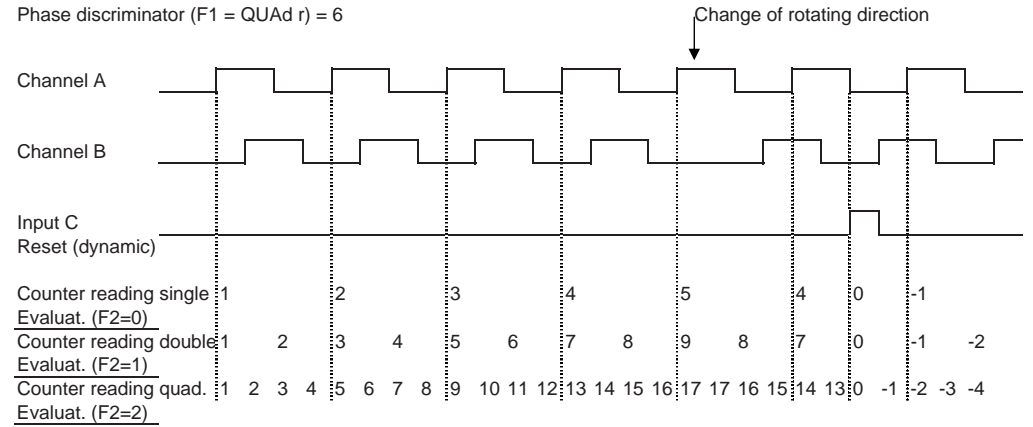 Phase discriminator (F1 = QUAd r) = 6
Change of rotating direction
Channel A
Channel B
Input C
Reset (dynamic)
Counter reading single 1 2 3 4 5 4 0 -1
Evaluat. (F2=0)
Counter reading double 1 2 3 4 5 6 7 8 9 8 7 0 -1 -2
Evaluat. (F2=1)
Counter reading quad. 1 2 3 4 5 6 7 8 9 10 11 12 13 14 15 16 17 17 16 15 14 13 0 -1 -2 -3 -4
Evaluat. (F2=2)